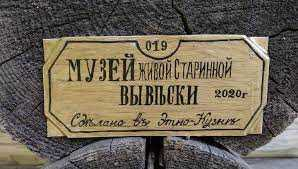 019
МУЗЕЙ ЖИВОЙ СТАРИННОЙ
ВЫВѢСКИ 2020г
Сдѣлано въ Этно-Кузнѣ